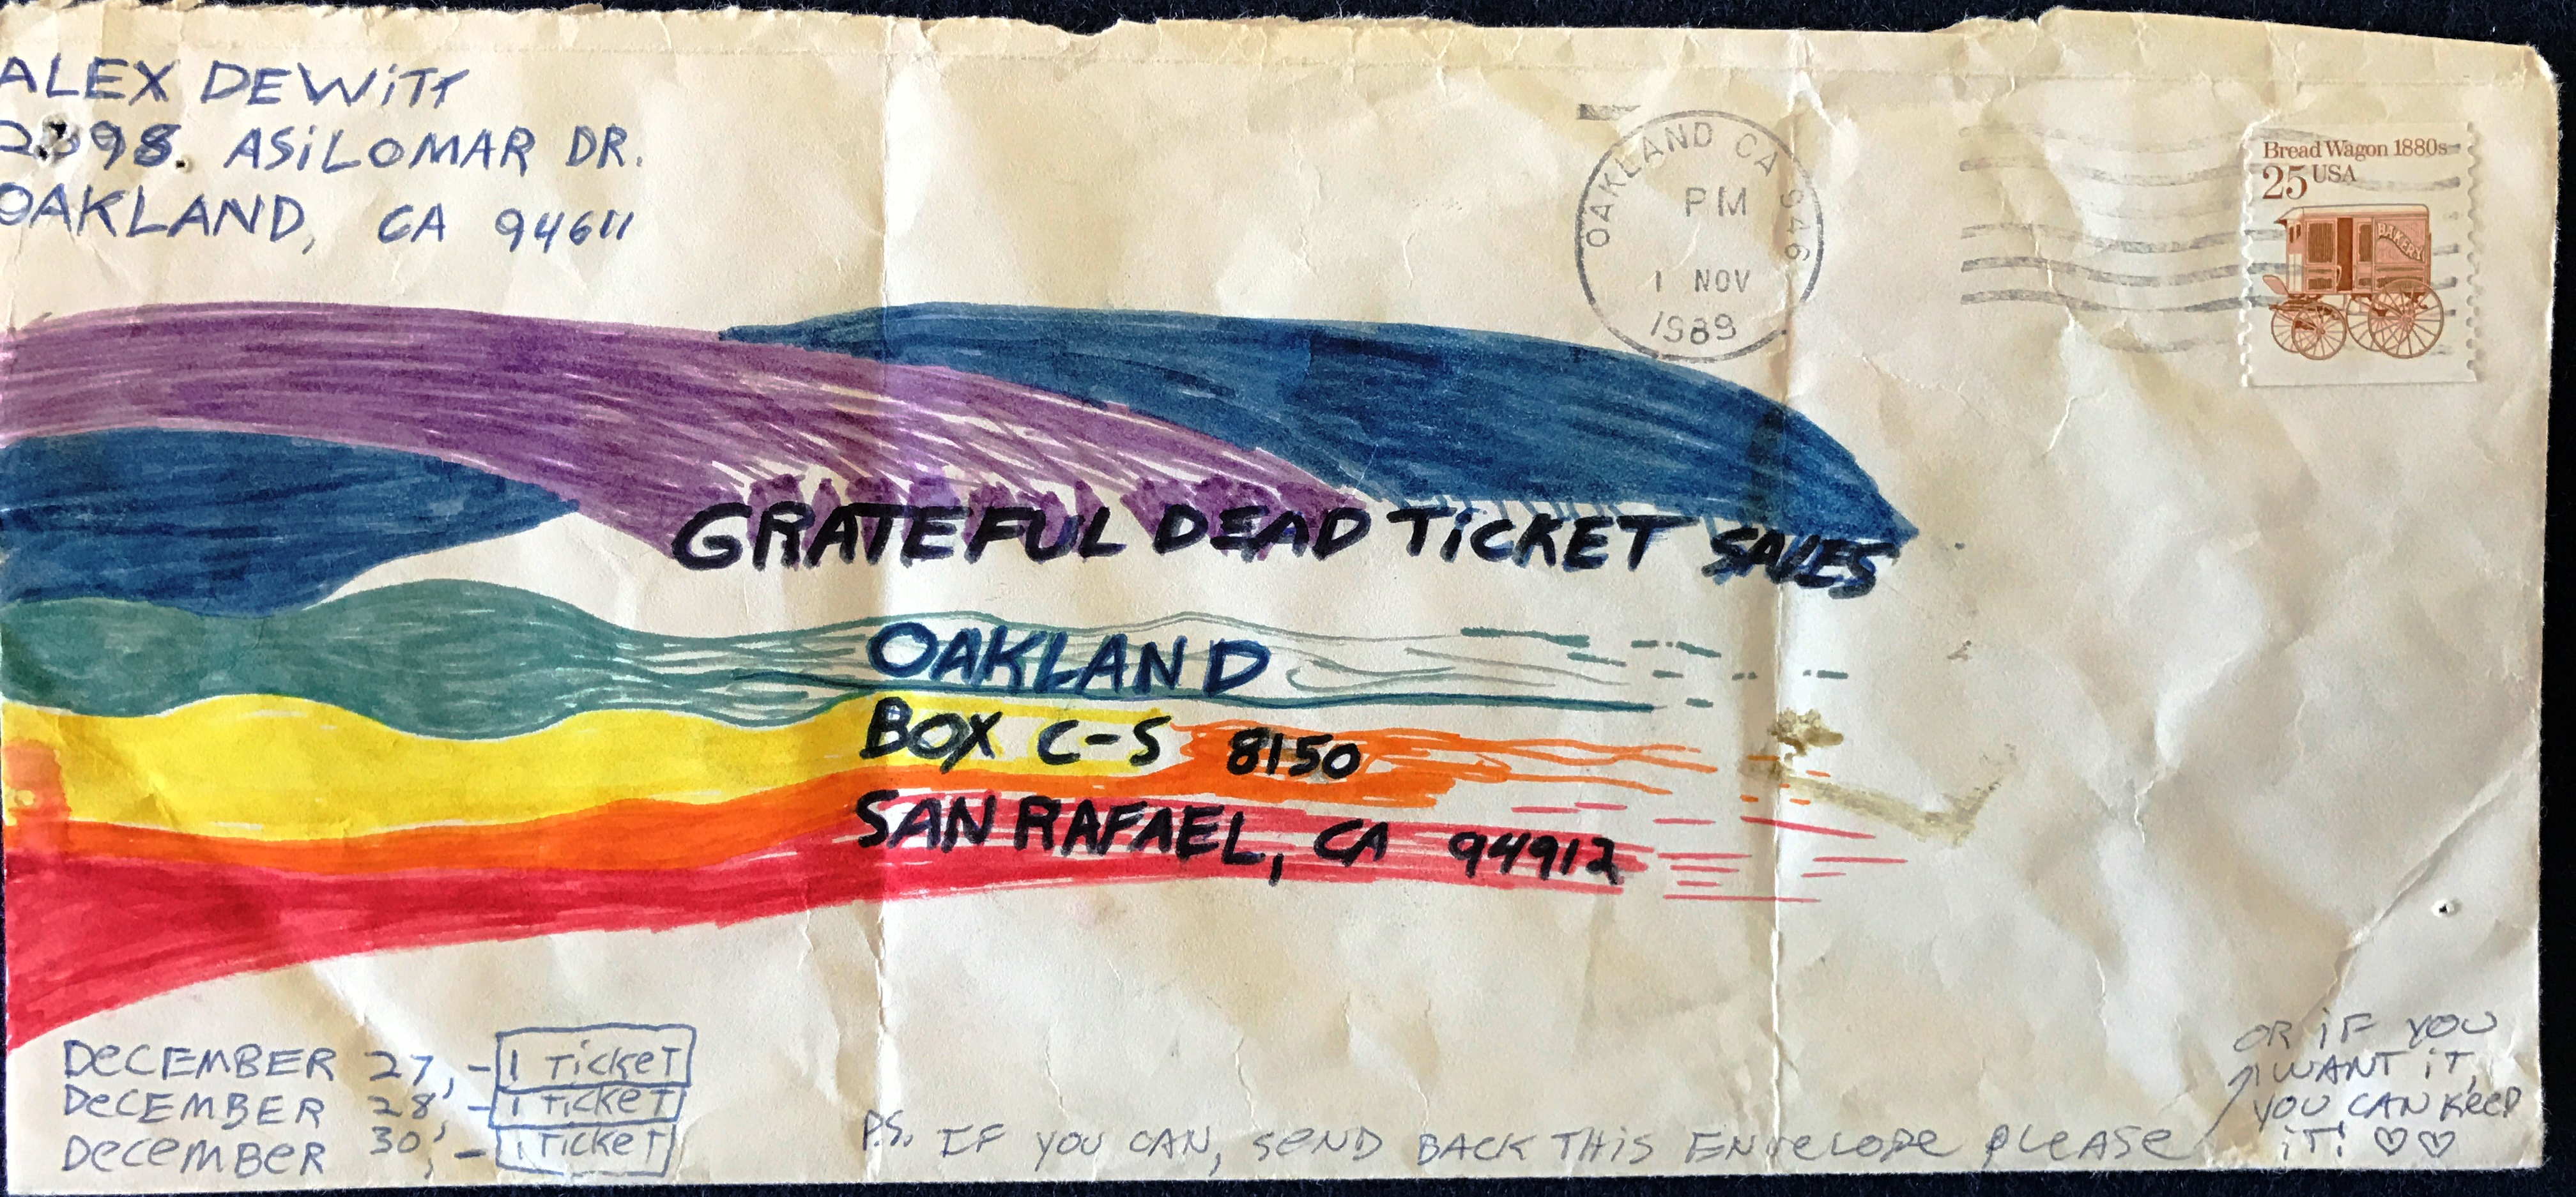 ALEX DEWiTT
2398. ASiLOMAR DR.
OAKLAND, CA 94611
OAKLAND CA 946
PM
1 NOV
1989
Bread Wagon 1880s
25 USA
BAKERY
GRATEFUL DEAD TiCKET SALES
OAKLAND
BOX C-S 8150
SAN RAFAEL, CA 94912
DeCEMBER 27, - 1 TicKeT
DeCEMBER 28, - 1 TicKeT
DeceMBER 30, - 1 TicKeT
P.S. IF YOU CAN, SeND BACK THiS ENveLOPe PLeASe
OR iF YOU
WANT iT,
YOU CAN KeeP
iT! ♡♡